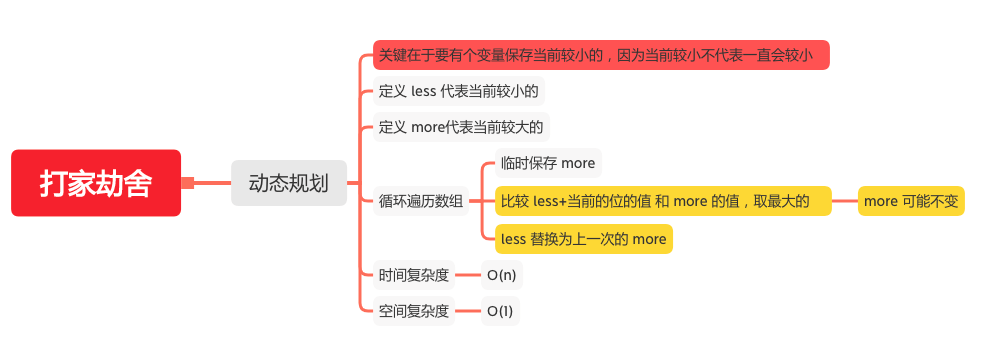 打家劫舍
动态规划
关键在于要有个变量保存当前较小的，因为当前较小不代表一直会较小
定义 less 代表当前较小的
定义 more代表当前较大的
循环遍历数组
临时保存 more
比较 less+当前的位的值 和 more 的值，取最大的
more 可能不变
less 替换为上一次的 more
时间复杂度
O(n)
空间复杂度
O(1)